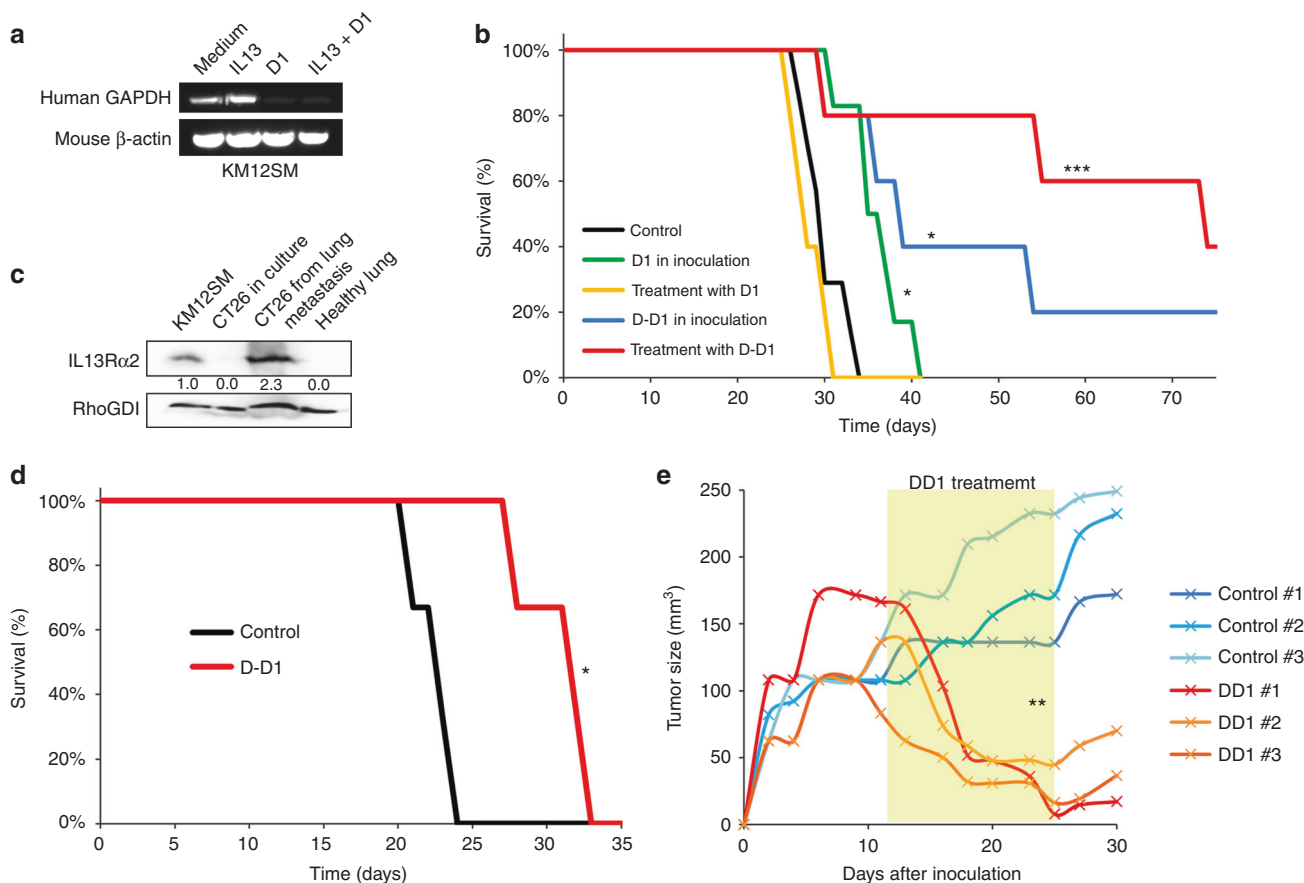 a
Medium IL13 D1 IL13 + D1
Human GAPDH
Mouse β-actin
KM12SM
b
100%
80%
60%
40%
20%
0%
Survival (%)
Control
D1 in inoculation
Treatment with D1
D-D1 in inoculation
Treatment with D-D1
***
*
*
0 10 20 30 40 50 60 70
Time (days)
c
KM12SM
CT26 in culture
CT26 from lung
metastasis
Healthy lung
IL13Rα2
1.0 0.0 2.3 0.0
RhoGDI
d
100%
80%
60%
40%
20%
0%
Survival (%)
Control
D-D1
*
0 5 10 15 20 25 30 35
Time (days)
e
DD1 treatmemt
250
200
150
100
50
0
Tumor size (mm³)
**
0 10 20 30
Days after inoculation
Control #1
Control #2
Control #3
DD1 #1
DD1 #2
DD1 #3